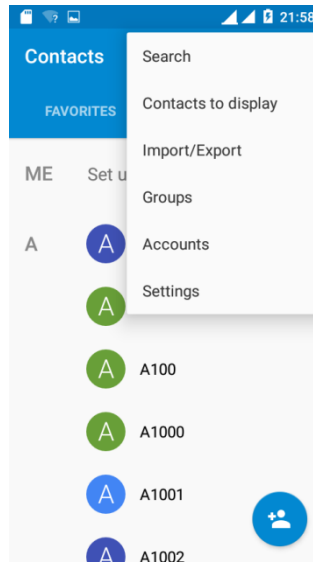 21:58
Contacts
Search
FAVORITES
Contacts to display
Import/Export
ME
Set u
Groups
A
A
Accounts
Settings
A
A
A100
A
A1000
A
A1001
A
A1002